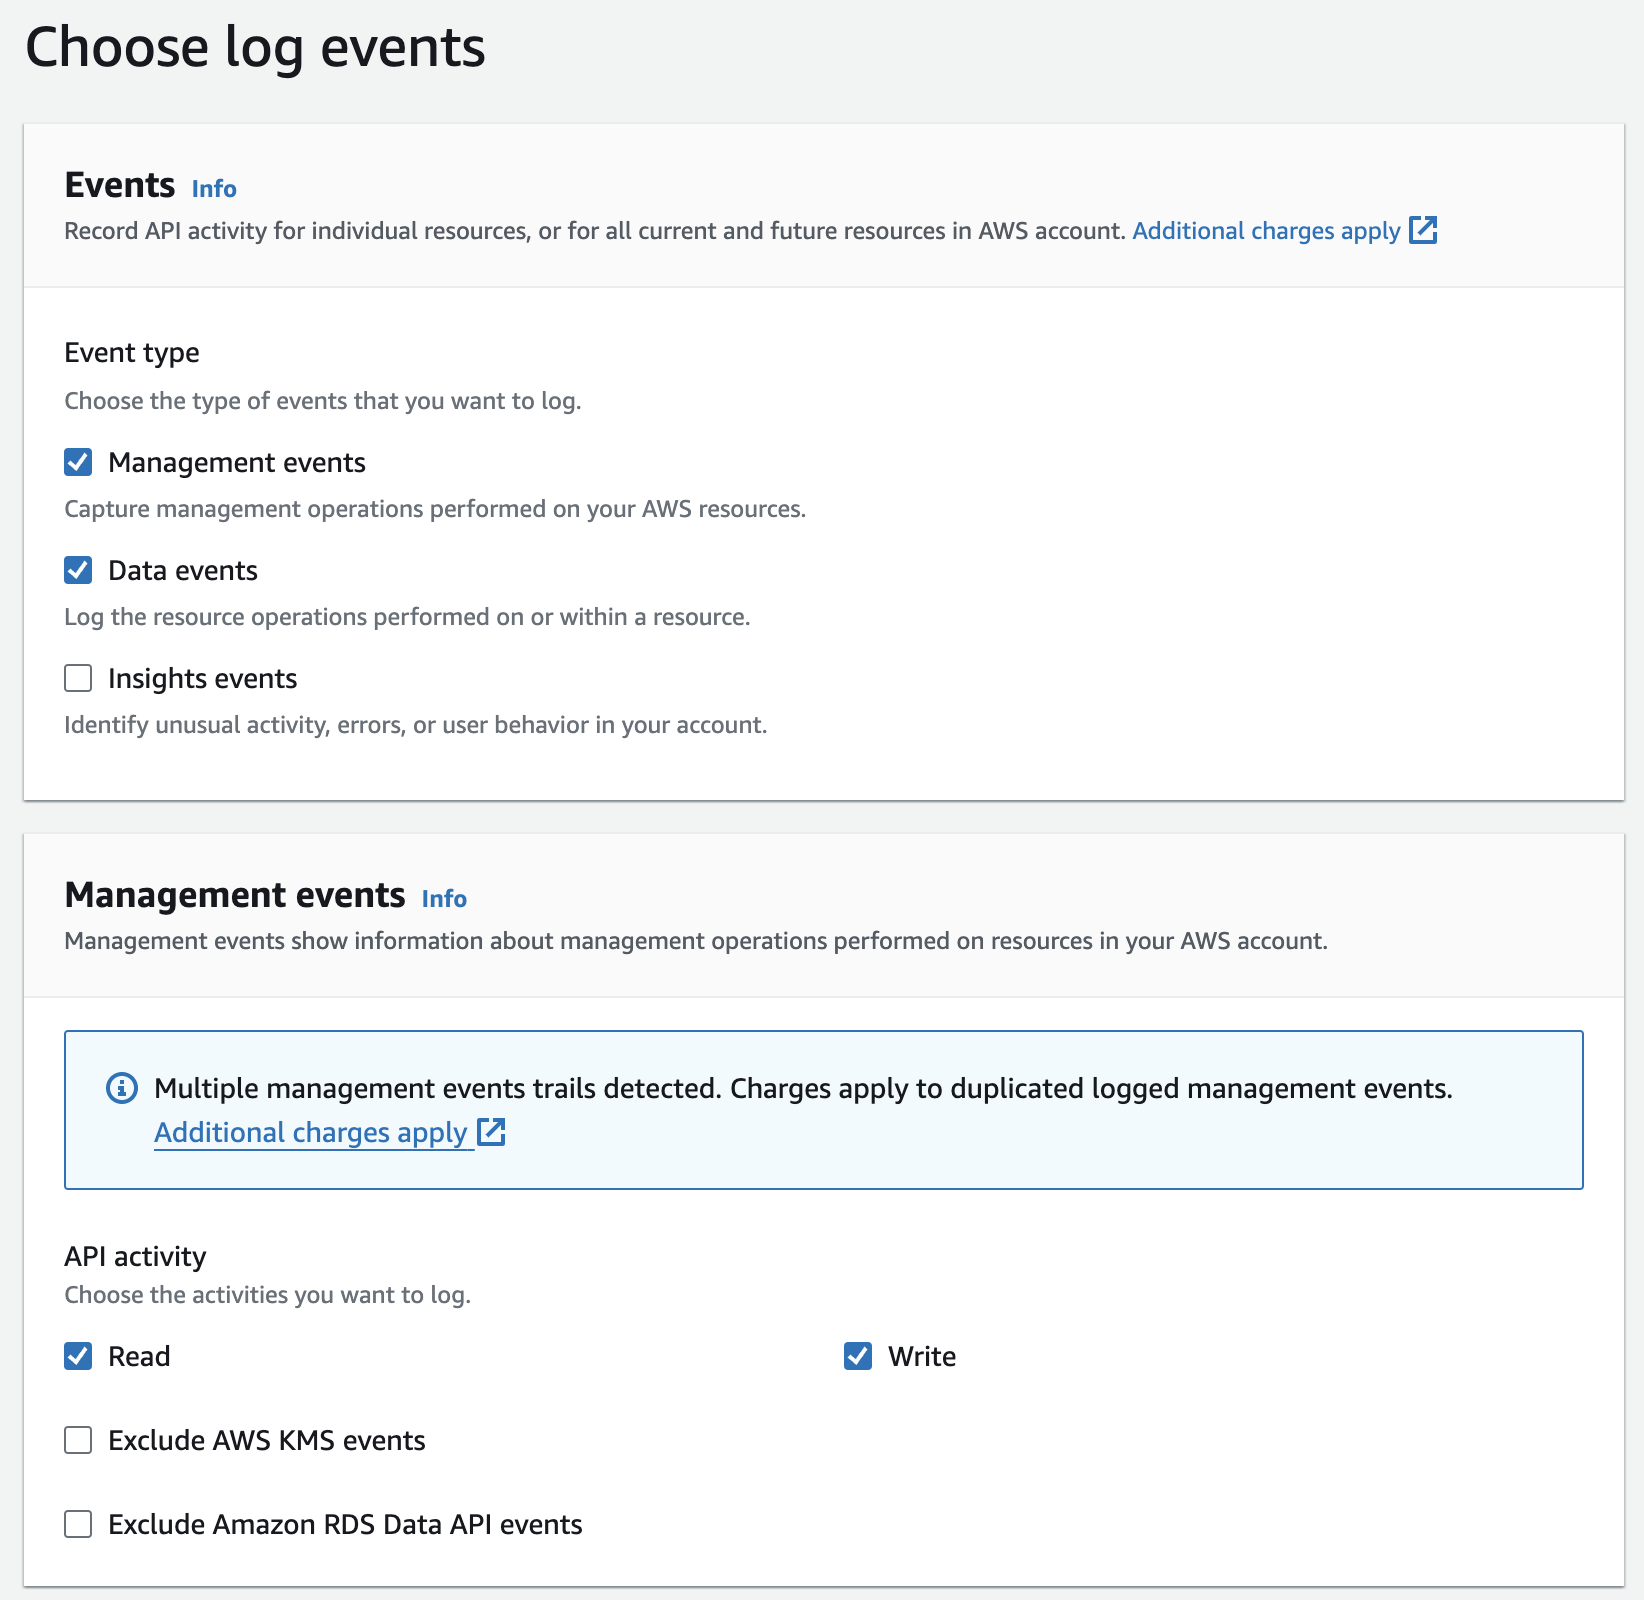 Choose log events
Events Info
Record API activity for individual resources, or for all current and future resources in AWS account. Additional charges apply
Event type
Choose the type of events that you want to log.
Management events
Capture management operations performed on your AWS resources.
Data events
Log the resource operations performed on or within a resource.
Insights events
Identify unusual activity, errors, or user behavior in your account.
Management events Info
Management events show information about management operations performed on resources in your AWS account.
Multiple management events trails detected. Charges apply to duplicated logged management events.
Additional charges apply
API activity
Choose the activities you want to log.
Read Write
Exclude AWS KMS events
Exclude Amazon RDS Data API events